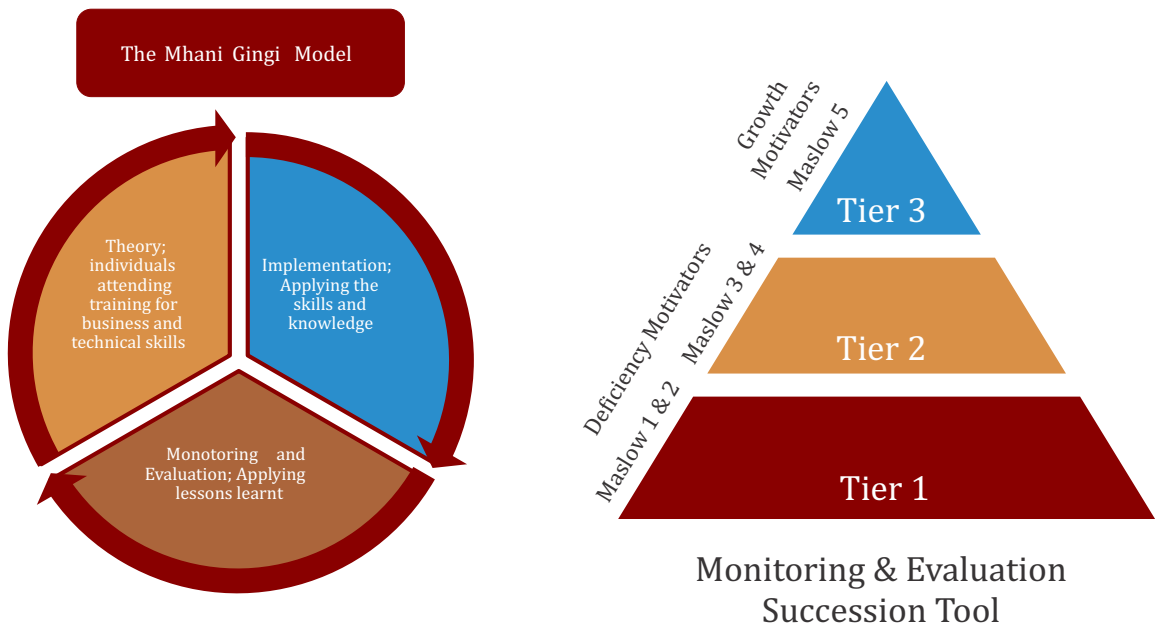 The Mhani Gingi Model
Theory;
individuals
attending
training for
business and
technical skills
Implementation;
Applying the
skills and
knowledge
Monotoring and
Evaluation; Applying
lessons learnt
Growth
Motivators
Maslow 5
Tier 3
Deficiency Motivators
Maslow 3 & 4
Tier 2
Maslow 1 & 2
Tier 1
Monitoring & Evaluation
Succession Tool